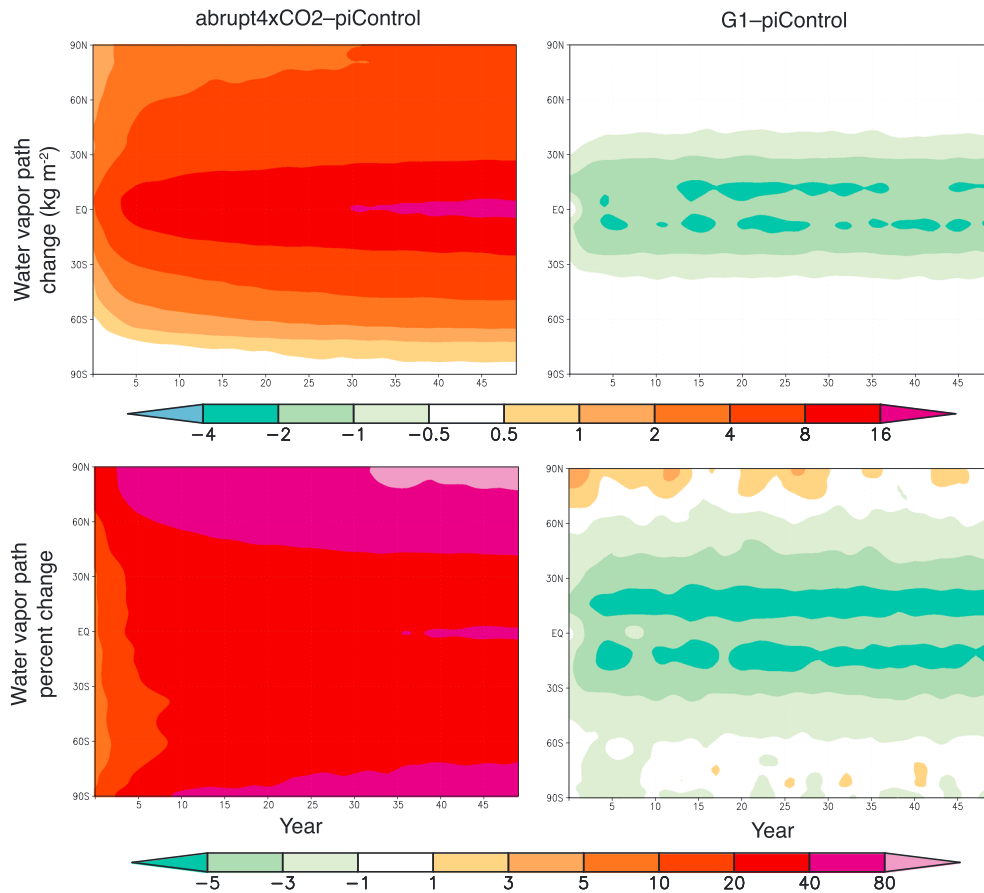 abrupt4xCO2–piControl
G1–piControl
Water vapor path
change (kg m-2)
90N
60N
30N
EQ
30S
60S
90S
5 10 15 20 25 30 35 40 45
90N
60N
30N
EQ
30S
60S
90S
5 10 15 20 25 30 35 40 45
−4 −2 −1 −0.5 0.5 1 2 4 8 16
Water vapor path
percent change
90N
60N
30N
EQ
30S
60S
90S
5 10 15 20 25 30 35 40 45
Year
90N
60N
30N
EQ
30S
60S
90S
5 10 15 20 25 30 35 40 45
Year
−5 −3 −1 1 3 5 10 20 40 80